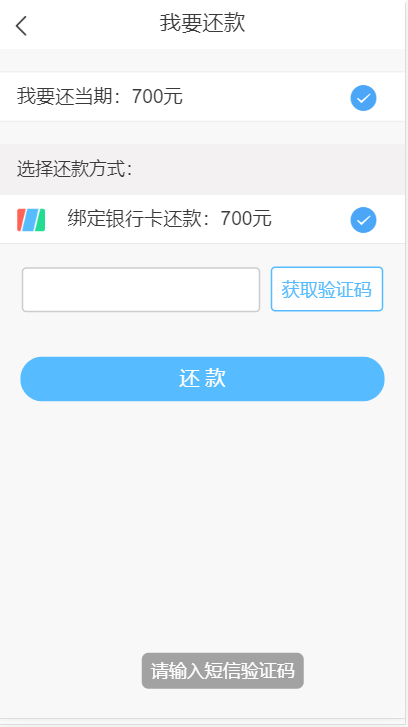 我要还款
我要还当期：700元
选择还款方式：
绑定银行卡还款：700元
获取验证码
还 款
请输入短信验证码